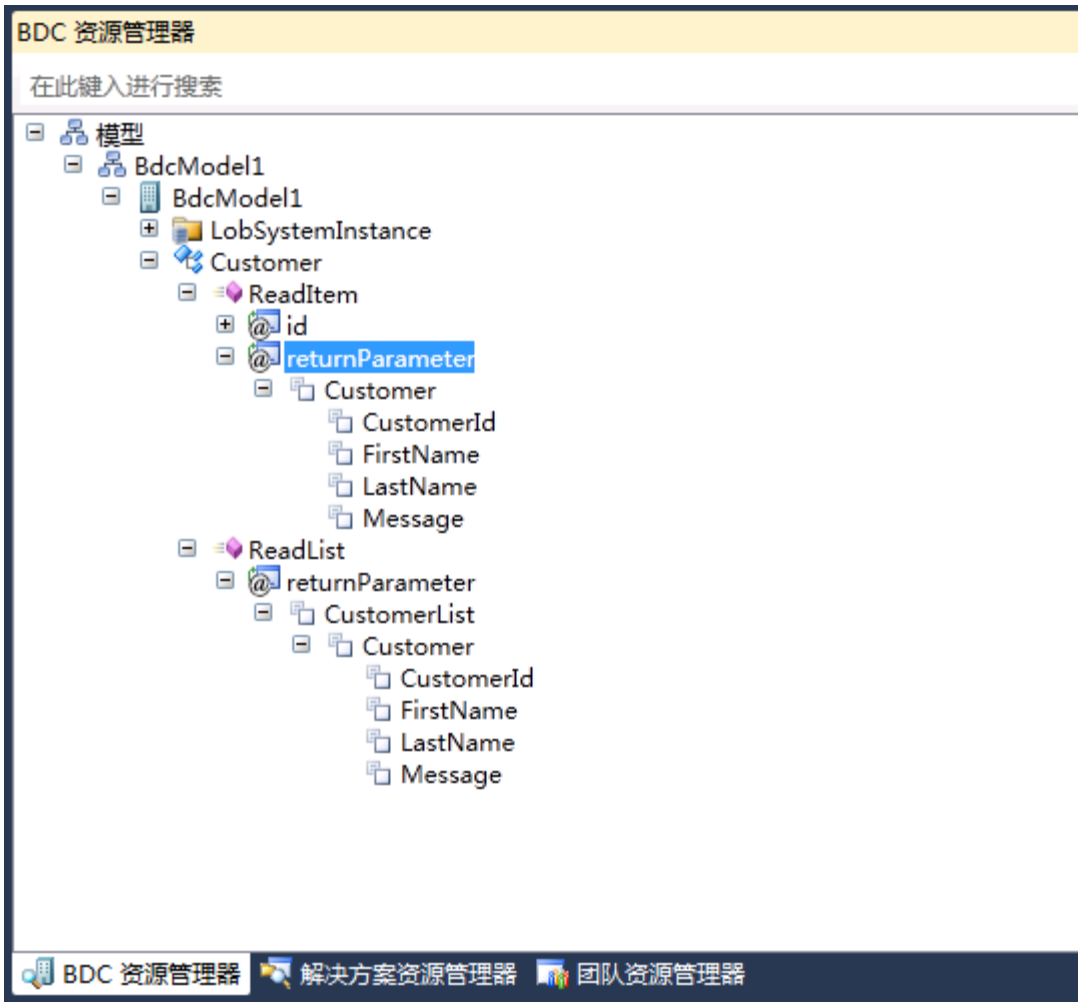 BDC 资源管理器
在此键入进行搜索
模型
BdcModel1
BdcModel1
LobSystemInstance
Customer
ReadItem
id
returnParameter
Customer
CustomerId
FirstName
LastName
Message
ReadList
returnParameter
CustomerList
Customer
CustomerId
FirstName
LastName
Message
BDC 资源管理器 解决方案资源管理器 团队资源管理器